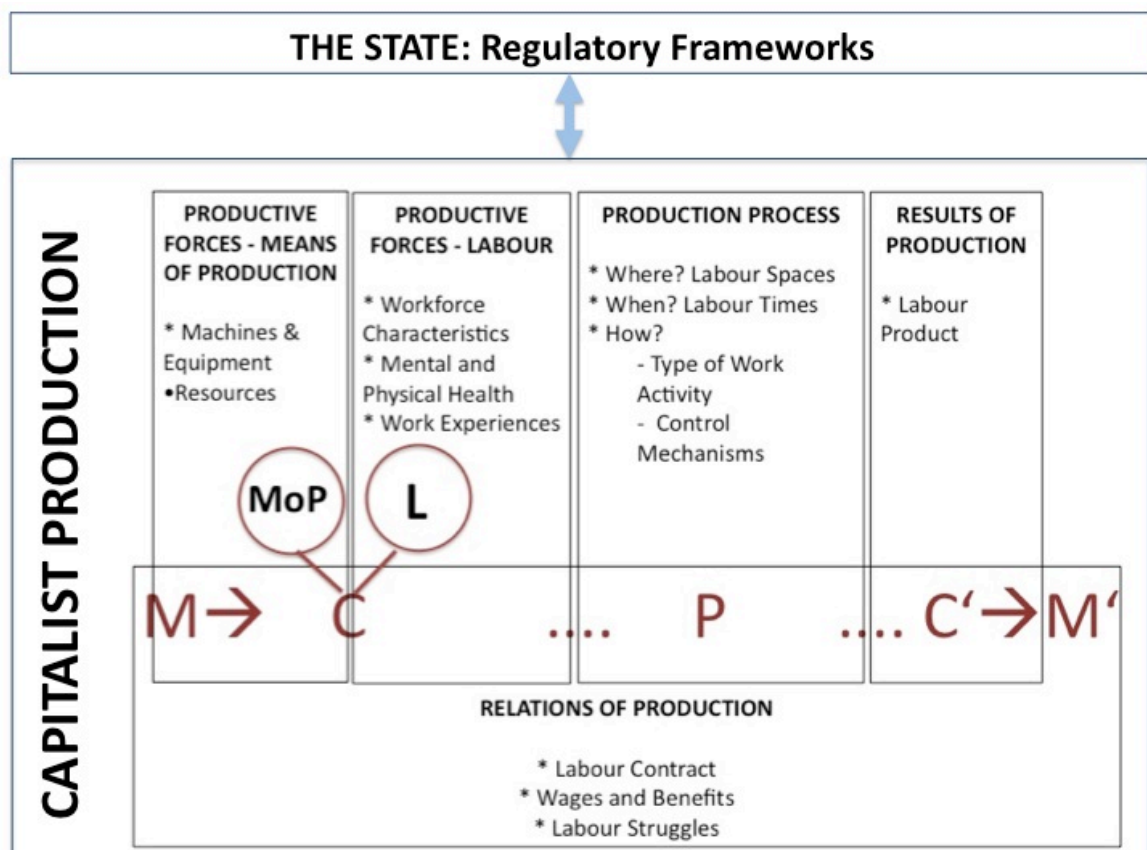 THE STATE: Regulatory Frameworks
CAPITALIST PRODUCTION
PRODUCTIVE
FORCES - MEANS
OF PRODUCTION
* Machines &
Equipment
•Resources
PRODUCTIVE
FORCES - LABOUR
* Workforce
Characteristics
* Mental and
Physical Health
* Work Experiences
PRODUCTION PROCESS
* Where? Labour Spaces
* When? Labour Times
* How?
- Type of Work
Activity
- Control
Mechanisms
RESULTS OF
PRODUCTION
* Labour
Product
MoP
L
M→ C .... P .... C‘→M‘
RELATIONS OF PRODUCTION
* Labour Contract
* Wages and Benefits
* Labour Struggles